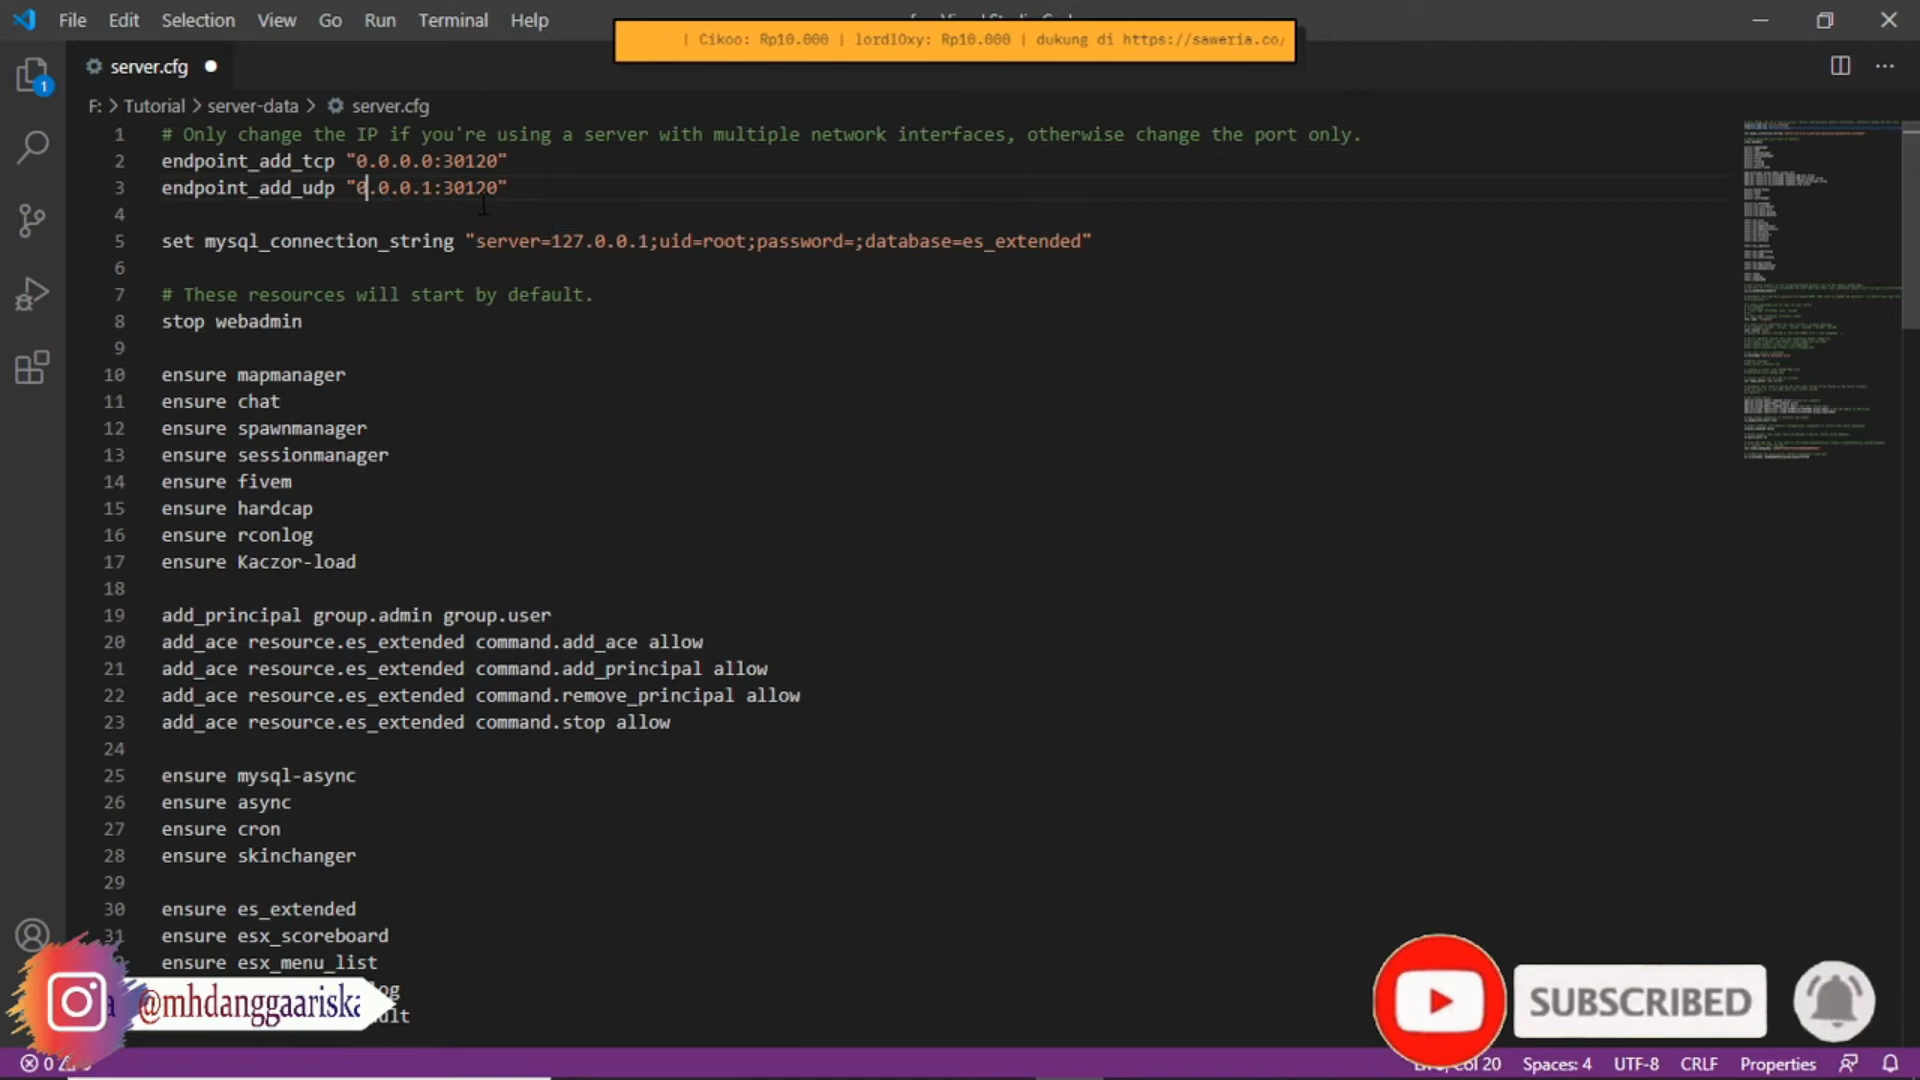 File Edit Selection View Go Run Terminal Help
| Cikoo: Rp10.000 | lordl0xy: Rp10.000 | dukung di https://saweria.co/
server.cfg
F: > Tutorial > server-data > server.cfg
1 # Only change the IP if you're using a server with multiple network interfaces, otherwise change the port only.
2 endpoint_add_tcp "0.0.0.0:30120"
3 endpoint_add_udp "0.0.0.1:30120"
4
5 set mysql_connection_string "server=127.0.0.1;uid=root;password=;database=es_extended"
6
7 # These resources will start by default.
8 stop webadmin
9
10 ensure mapmanager
11 ensure chat
12 ensure spawnmanager
13 ensure sessionmanager
14 ensure fivem
15 ensure hardcap
16 ensure rconlog
17 ensure Kaczor-load
18
19 add_principal group.admin group.user
20 add_ace resource.es_extended command.add_ace allow
21 add_ace resource.es_extended command.add_principal allow
22 add_ace resource.es_extended command.remove_principal allow
23 add_ace resource.es_extended command.stop allow
24
25 ensure mysql-async
26 ensure async
27 ensure cron
28 ensure skinchanger
29
30 ensure es_extended
31 ensure esx_scoreboard
ensure esx_menu_list
@mhdanggaariska
SUBSCRIBED
0
Col 20 Spaces: 4 UTF-8 CRLF Properties
1